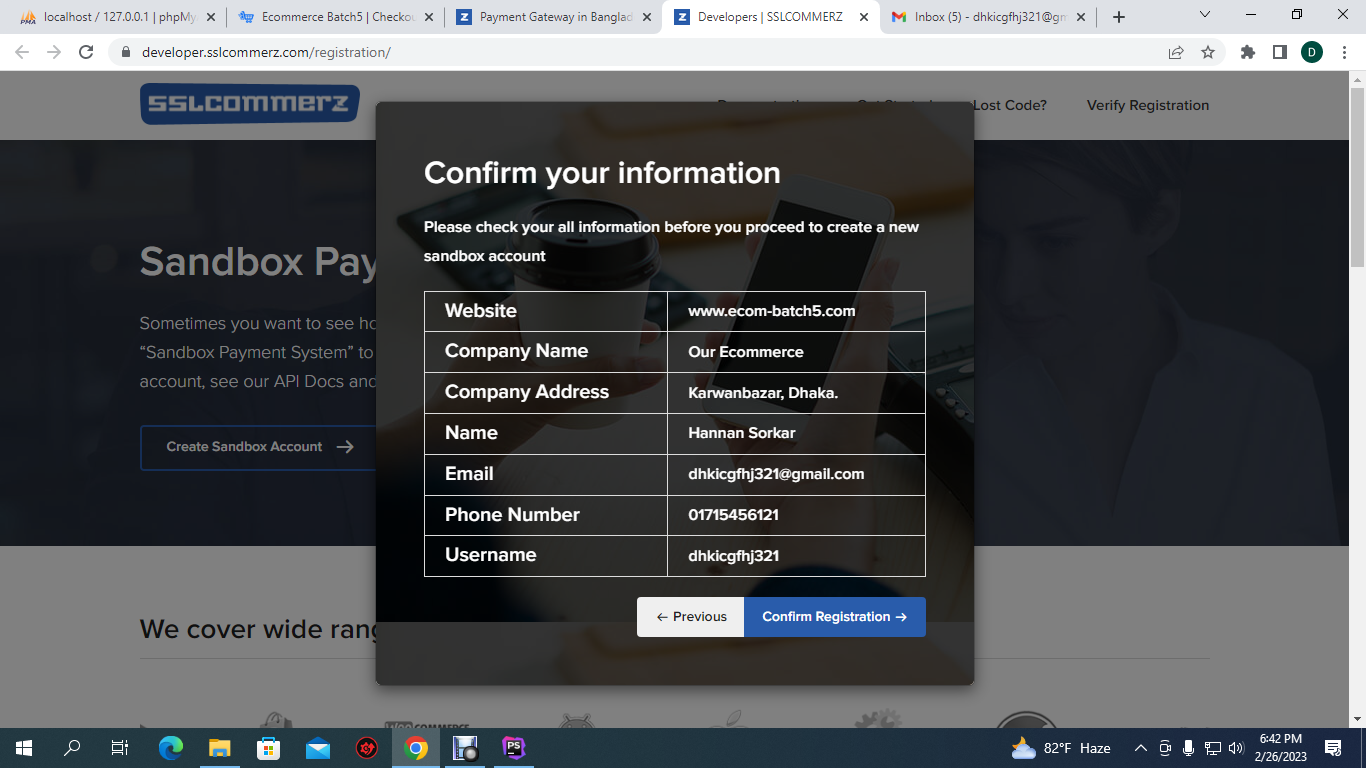 localhost / 127.0.0.1 | phpMy
Ecommerce Batch5 | Checkou
Payment Gateway in Banglad
Developers | SSLCOMMERZ
Inbox (5) - dhkicgfhj321@gm
developer.sslcommerz.com/registration/
D
SSLCOMMERZ
Lost Code?
Verify Registration
Confirm your information
Please check your all information before you proceed to create a new
sandbox account
Website www.ecom-batch5.com
Company Name Our Ecommerce
Company Address Karwanbazar, Dhaka.
Name Hannan Sorkar
Email dhkicgfhj321@gmail.com
Phone Number 01715456121
Username dhkicgfhj321
← Previous
Confirm Registration →
Sandbox Pay
Sometimes you want to see ho
“Sandbox Payment System” to
account, see our API Docs and
Create Sandbox Account →
We cover wide rang
82°F Haze
6:42 PM
2/26/2023